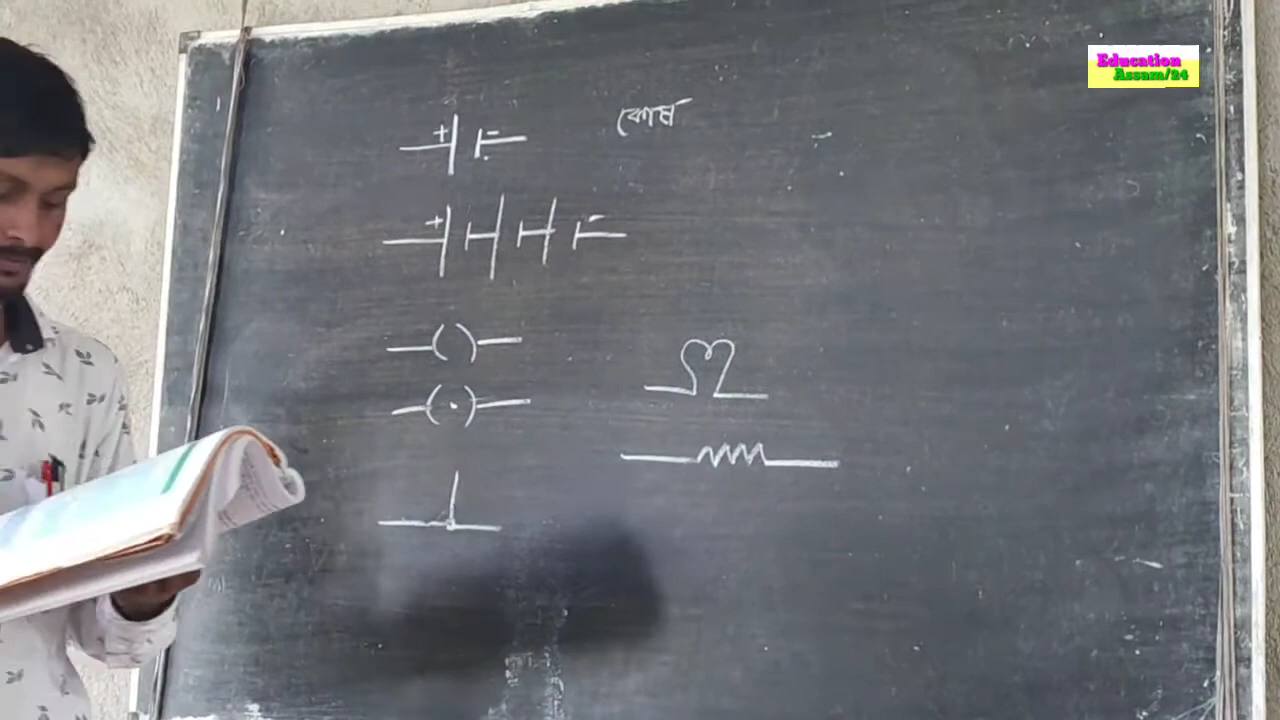 Education
Assam/24
কোষ
+ -
+ -